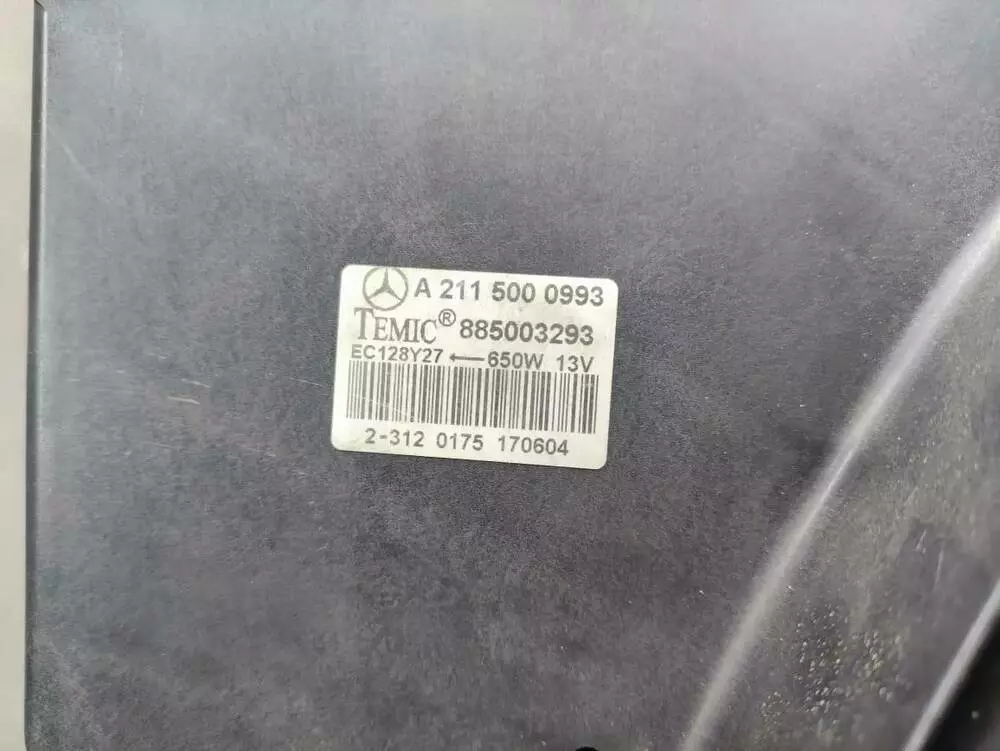 A 211 500 0993
TEMIC® 885003293
EC128Y27 ←650W 13V
2-312 0175 170604